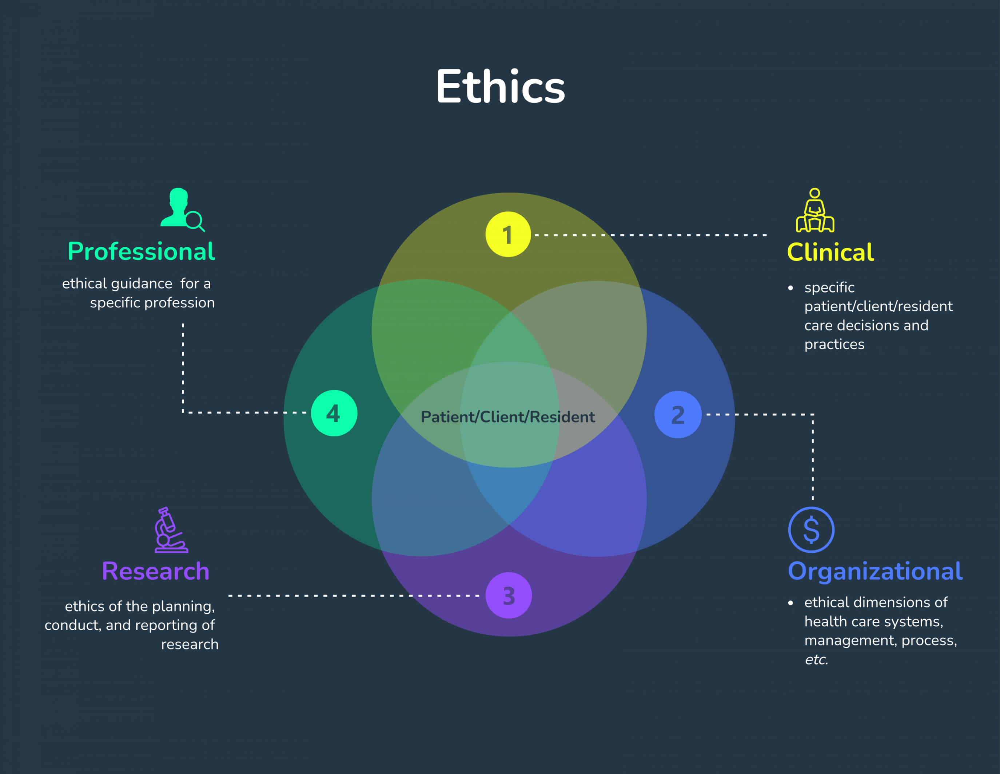 Ethics
Professional
ethical guidance  for a
specific profession
1
Clinical
• specific
patient/client/resident
care decisions and
practices
4
Patient/Client/Resident
2
Research
ethics of the planning,
conduct, and reporting of
research
3
$
Organizational
• ethical dimensions of
health care systems,
management, process,
etc.